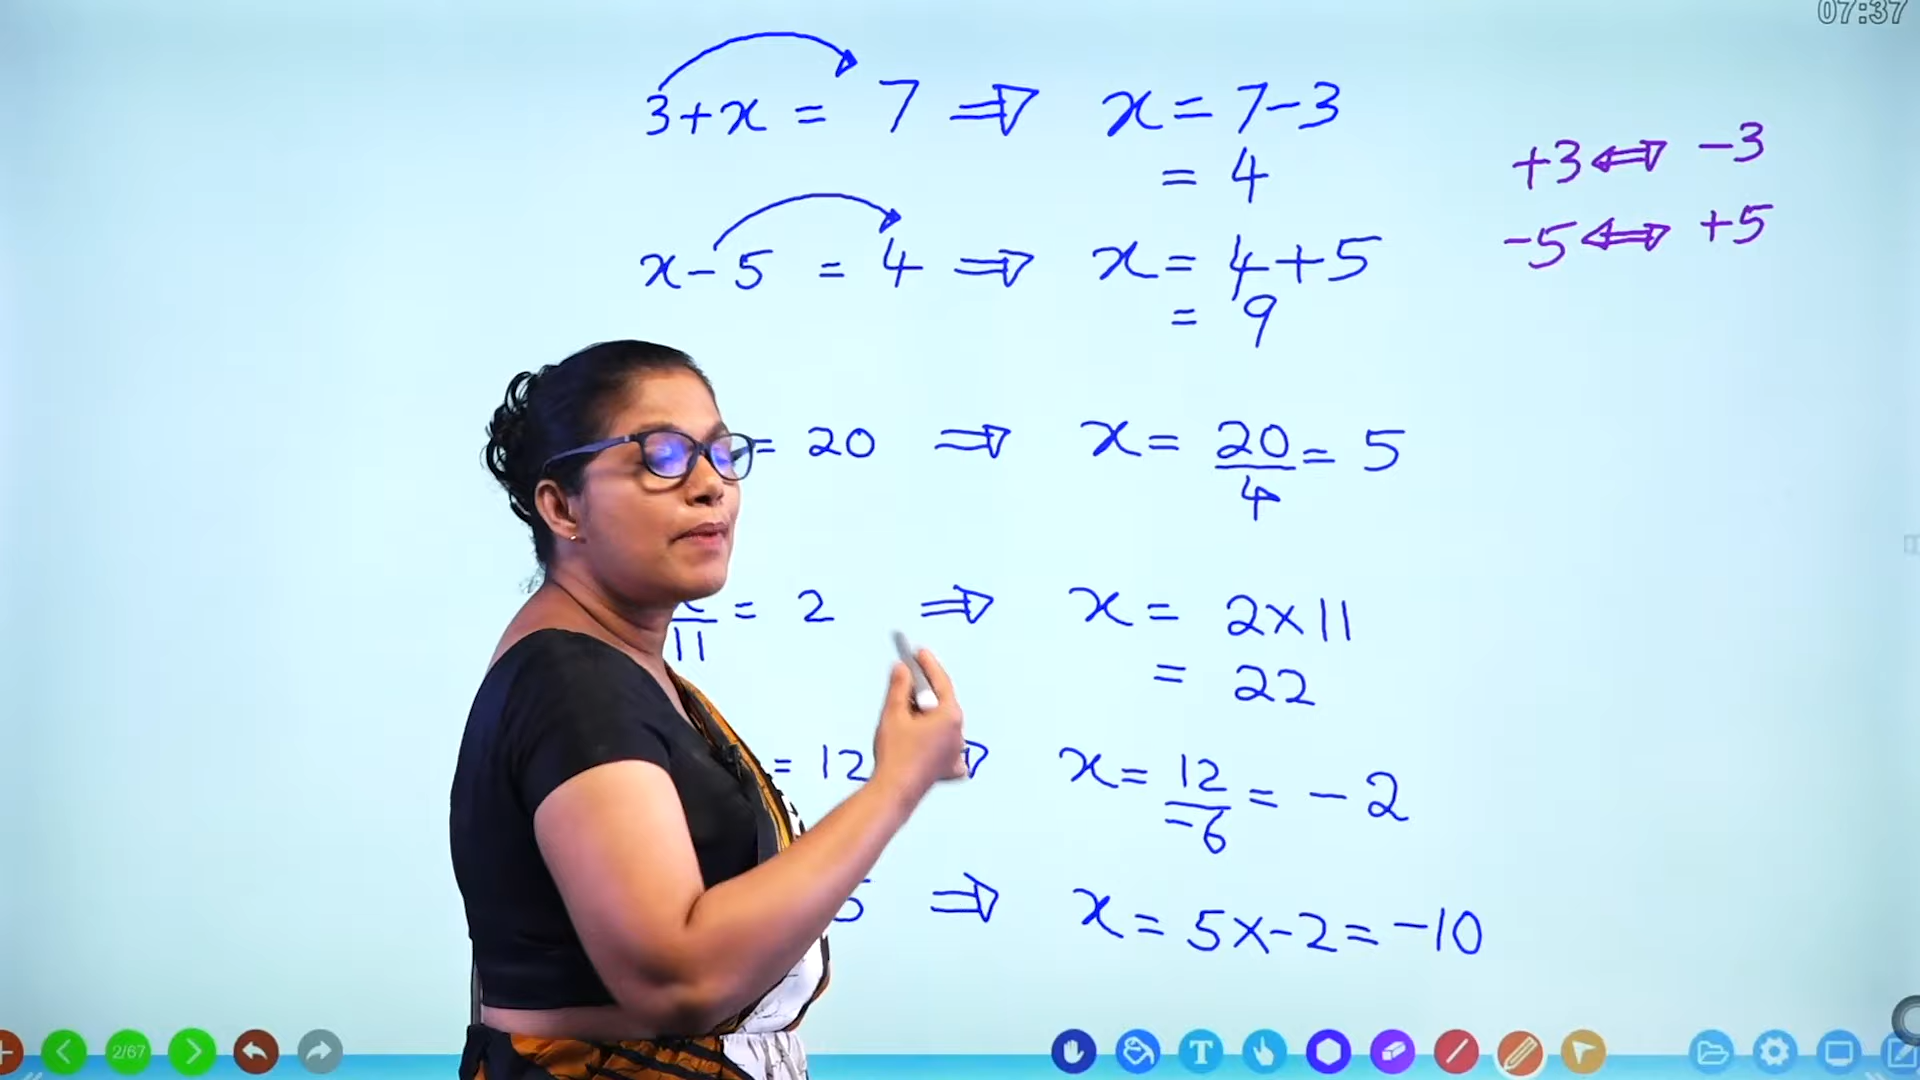 07:37
3+x = 7 ⇒ x = 7-3
= 4
+3 ⇔ -3
x-5 = 4 ⇒ x = 4+5
= 9
-5 ⇔ +5
= 20 ⇒ x = 20/4 = 5
/11 = 2 ⇒ x = 2×11
= 22
= 12 ⇒ x = 12/-6 = -2
5 ⇒ x = 5×-2 = -10
2/67
T